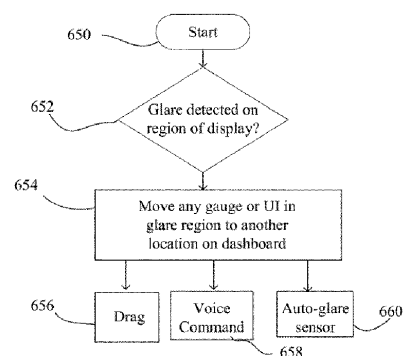 650
Start
652
Glare detected on
region of display?
654
Move any gauge or UI in
glare region to another
location on dashboard
656
Drag
Voice
Command
658
Auto-glare
sensor
660